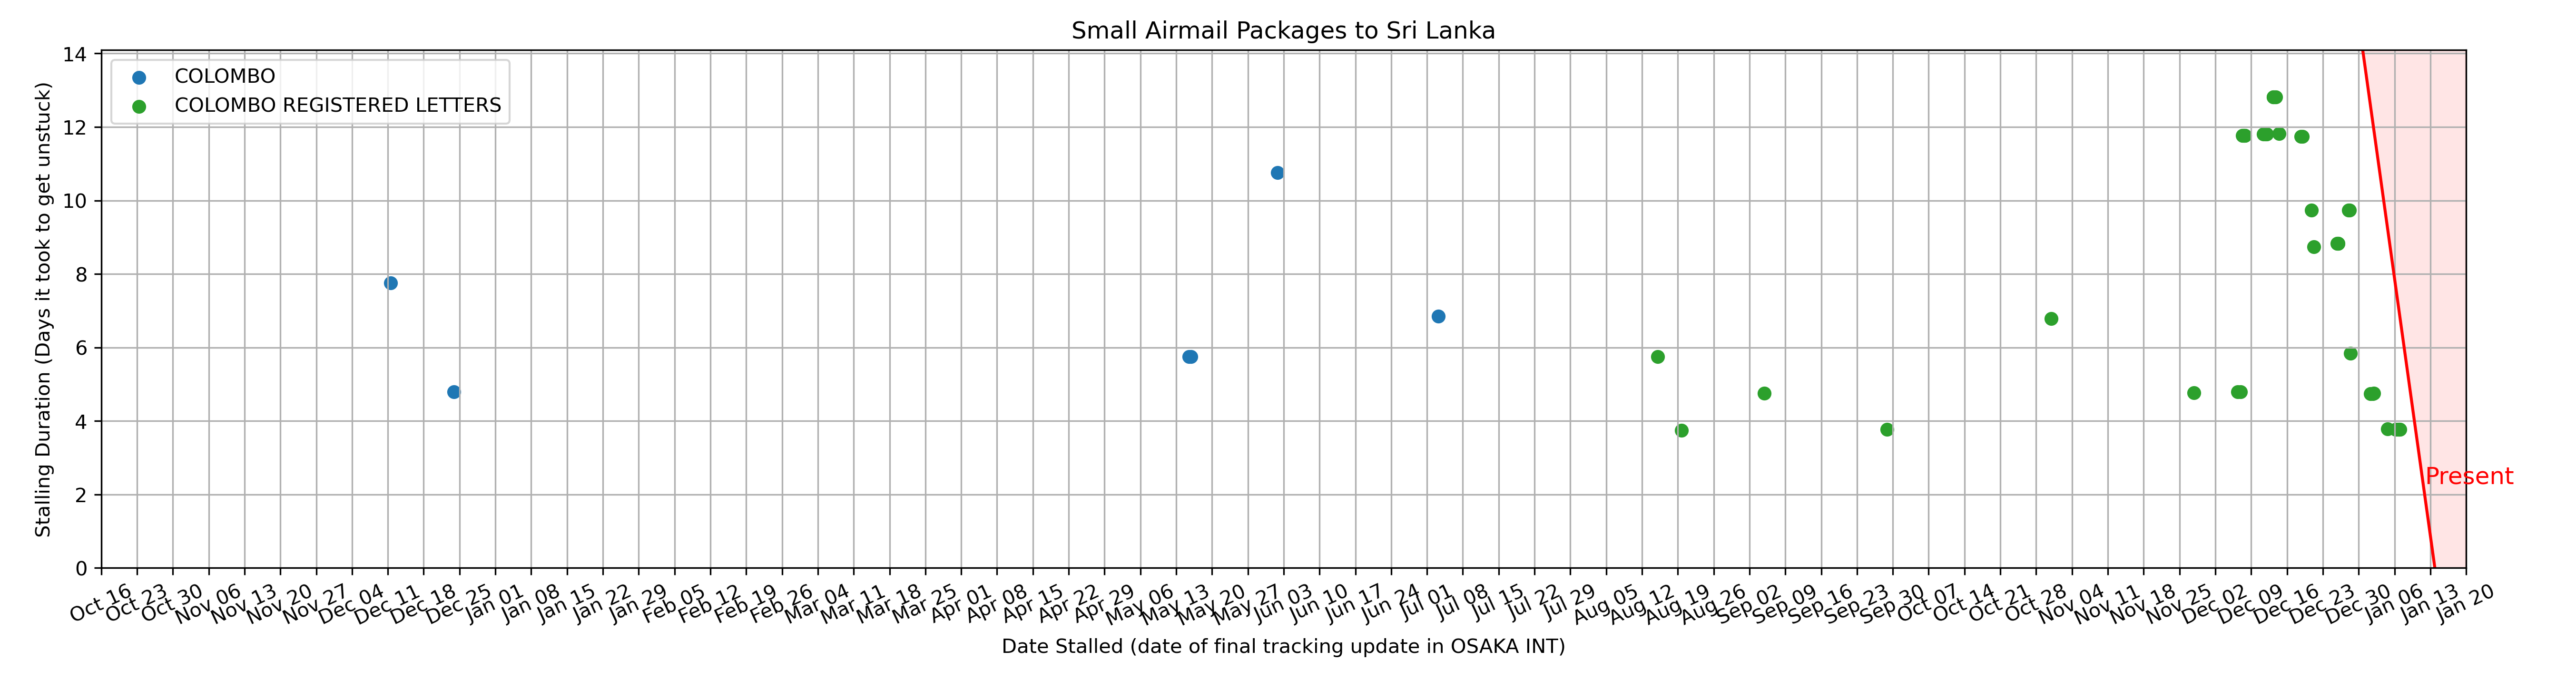 Small Airmail Packages to Sri Lanka
COLOMBO
COLOMBO REGISTERED LETTERS
Stalling Duration (Days it took to get unstuck)
14
12
10
8
6
4
2
0
Present
Oct 16
Oct 23
Oct 30
Nov 06
Nov 13
Nov 20
Nov 27
Dec 04
Dec 11
Dec 18
Dec 25
Jan 01
Jan 08
Jan 15
Jan 22
Jan 29
Feb 05
Feb 12
Feb 19
Feb 26
Mar 04
Mar 11
Mar 18
Mar 25
Apr 01
Apr 08
Apr 15
Apr 22
Apr 29
May 06
May 13
May 20
May 27
Jun 03
Jun 10
Jun 17
Jun 24
Jul 01
Jul 08
Jul 15
Jul 22
Jul 29
Aug 05
Aug 12
Aug 19
Aug 26
Sep 02
Sep 09
Sep 16
Sep 23
Sep 30
Oct 07
Oct 14
Oct 21
Oct 28
Nov 04
Nov 11
Nov 18
Nov 25
Dec 02
Dec 09
Dec 16
Dec 23
Dec 30
Jan 06
Jan 13
Jan 20
Date Stalled (date of final tracking update in OSAKA INT)